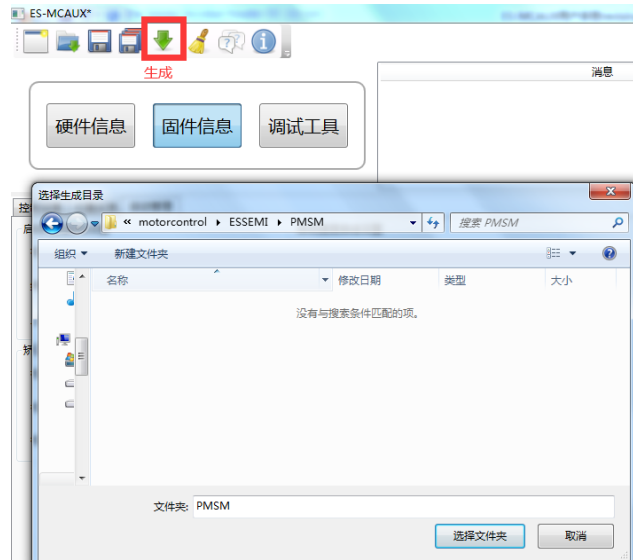 ES-MCAUX*
生成
消息
硬件信息 固件信息 调试工具
选择生成目录
« motorcontrol ▸ ESSEMI ▸ PMSM
搜索 PMSM
组织 新建文件夹
名称 修改日期 类型 大小
没有与搜索条件匹配的项。
文件夹: PMSM
选择文件夹 取消